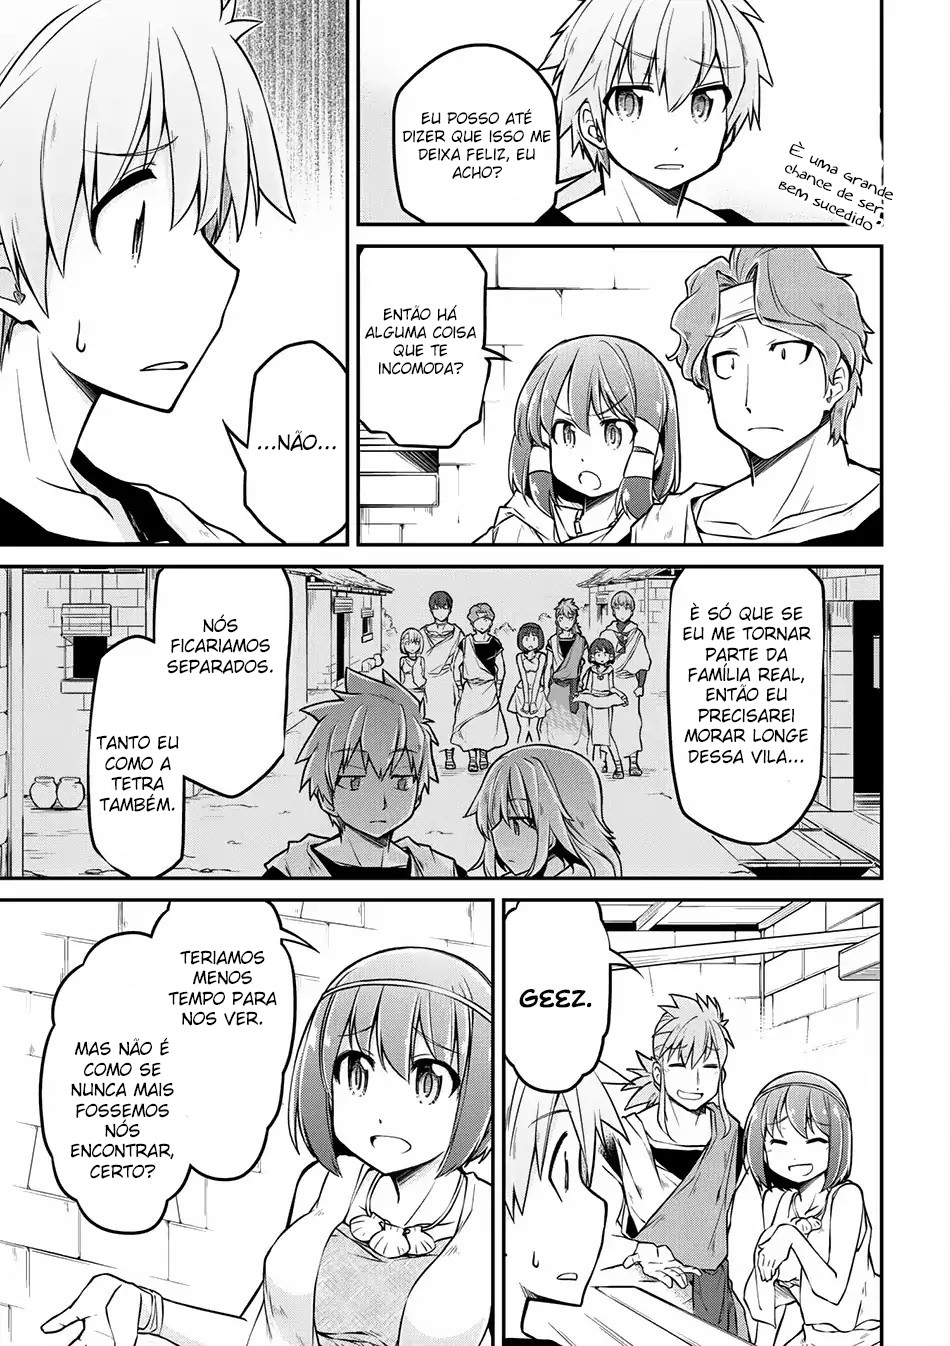 EU POSSO ATÉ
DIZER QUE ISSO ME
DEIXA FELIZ, EU
ACHO?
È uma grande
chance de ser
bem sucedido
ENTÃO HÁ
ALGUMA COISA
QUE TE
INCOMODA?
...NÃO...
È SÓ QUE SE
EU ME TORNAR
PARTE DA
FAMÍLIA REAL,
ENTÃO EU
PRECISAREI
MORAR LONGE
DESSA VILA...
NÓS
FICARIAMOS
SEPARADOS.
TANTO EU
COMO A
TETRA
TAMBÉM.
GEEZ.
TERIAMOS
MENOS
TEMPO PARA
NOS VER.
MAS NÃO É
COMO SE
NUNCA MAIS
FOSSEMOS
NÓS
ENCONTRAR,
CERTO?